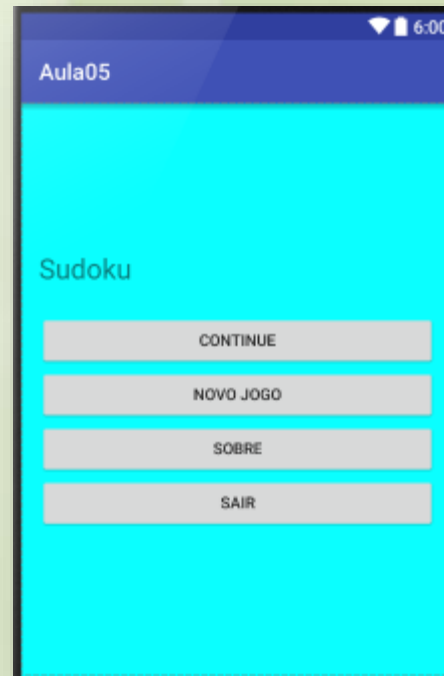 6:00
Aula05
Sudoku
CONTINUE
NOVO JOGO
SOBRE
SAIR